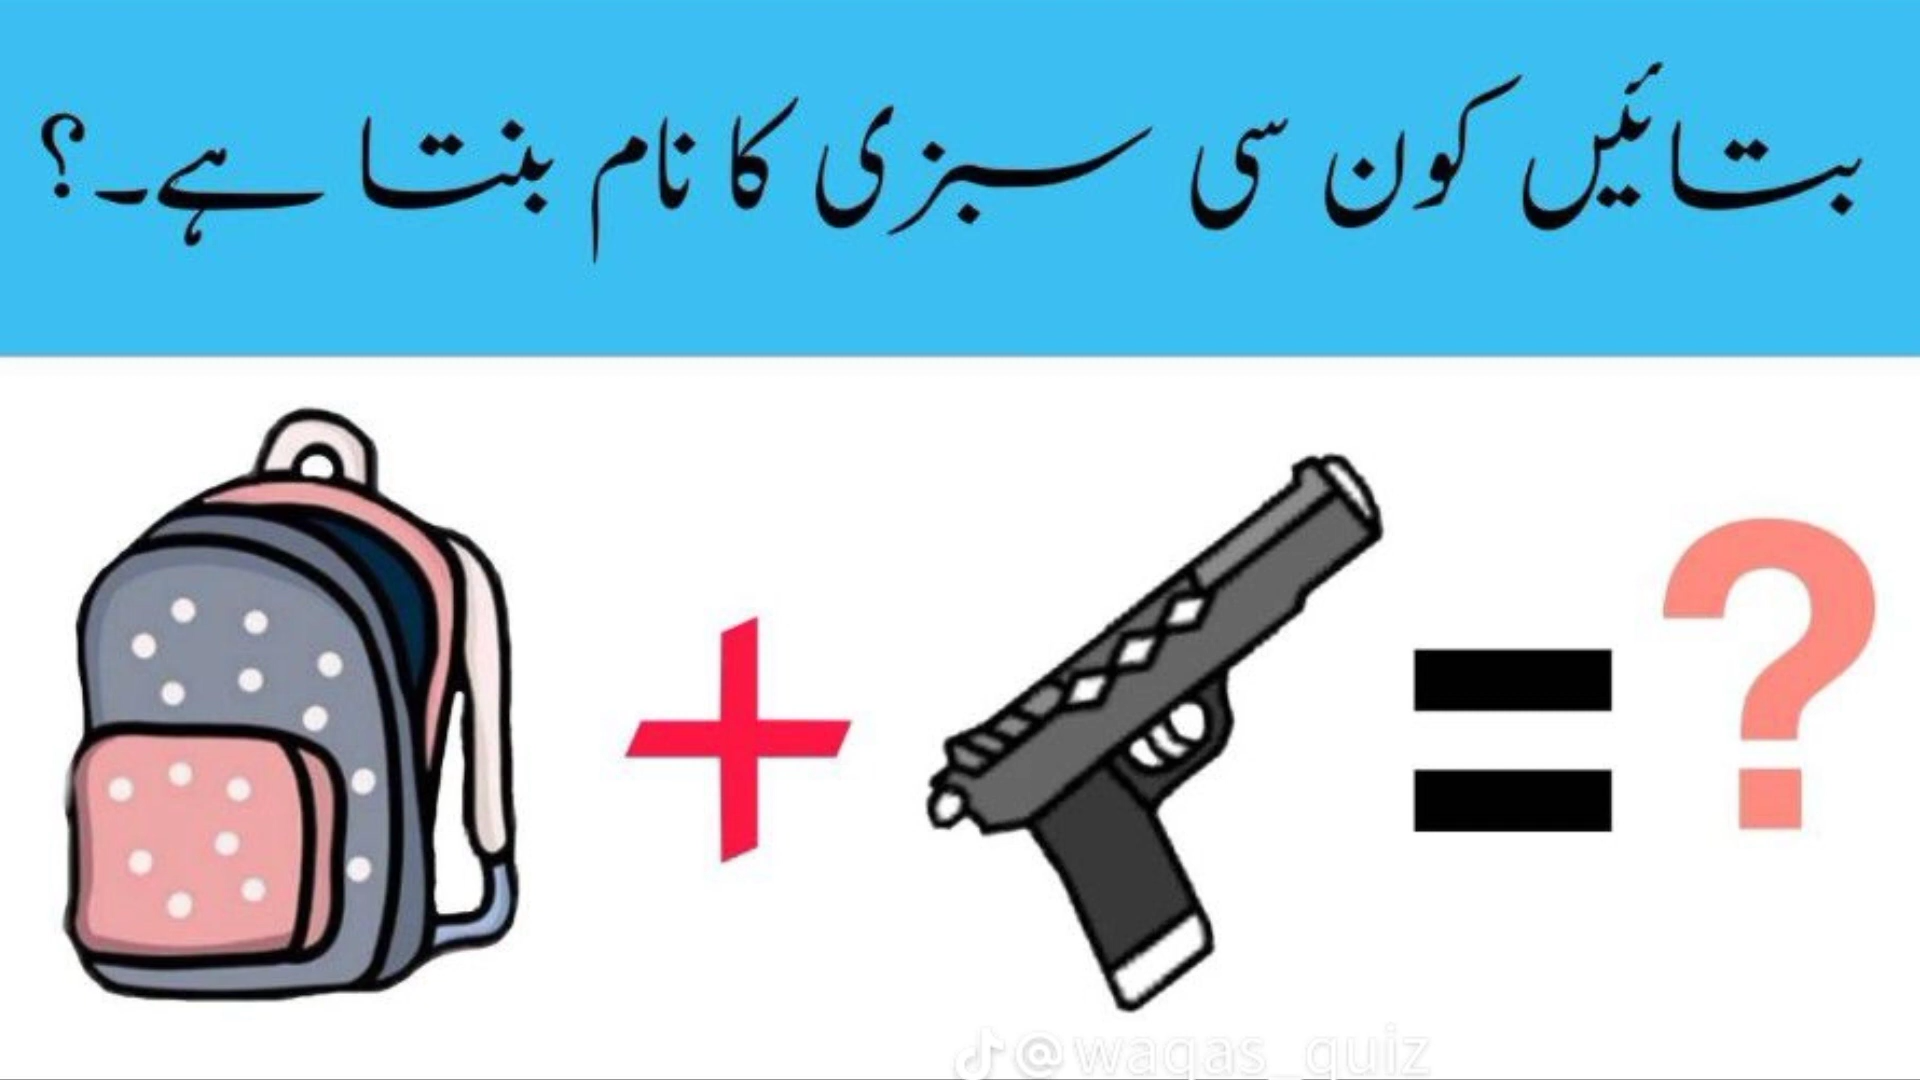 بتائیں کون سی سبزی کا نام بنتا ہے۔؟
+ = ?
@waqas_quiz